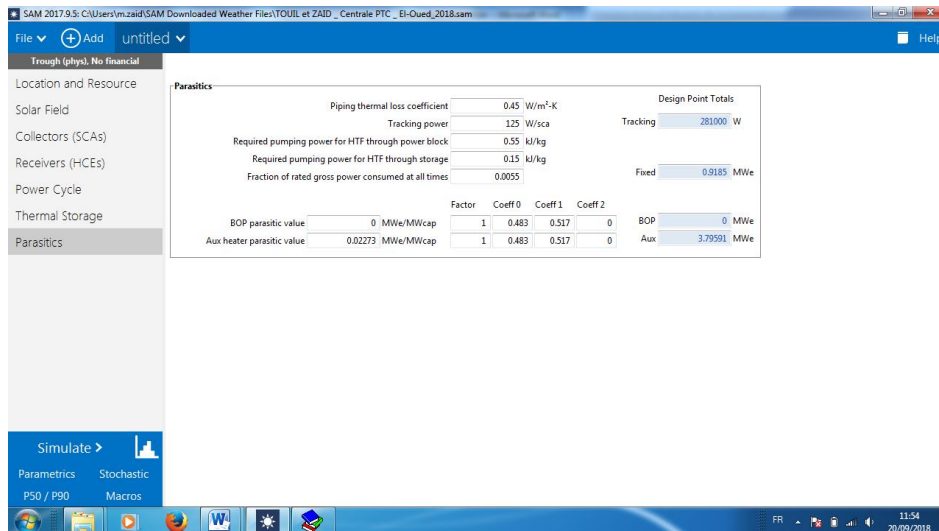 SAM 2017.9.5: C:\Users\m.zaid\SAM Downloaded Weather Files\TOUIL et ZAID _ Centrale PTC _ El-Oued_2018.sam
File Add untitled Help
Trough (phys), No financial
Location and Resource
Solar Field
Collectors (SCAs)
Receivers (HCEs)
Power Cycle
Thermal Storage
Parasitics
Parasitics
Design Point Totals
Piping thermal loss coefficient 0.45 W/m²-K
Tracking power 125 W/sca Tracking 281000 W
Required pumping power for HTF through power block 0.55 kJ/kg
Required pumping power for HTF through storage 0.15 kJ/kg
Fraction of rated gross power consumed at all times 0.0055 Fixed 0.9185 MWe
Factor Coeff 0 Coeff 1 Coeff 2
BOP parasitic value 0 MWe/MWcap 1 0.483 0.517 0 BOP 0 MWe
Aux heater parasitic value 0.02273 MWe/MWcap 1 0.483 0.517 0 Aux 3.79591 MWe
Simulate >
Parametrics Stochastic
P50 / P90 Macros
FR 11:54
20/09/2018